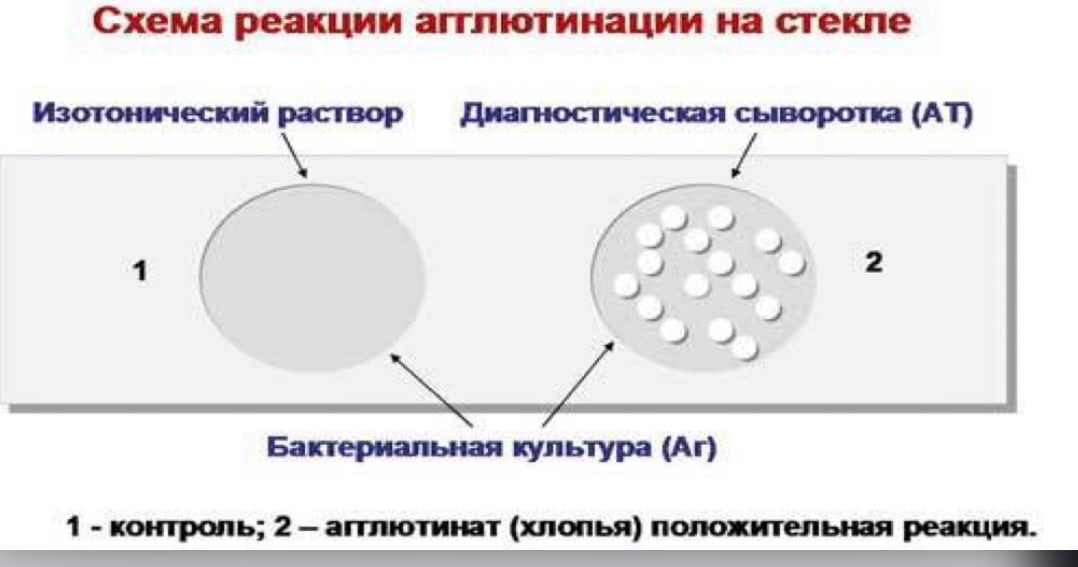 Схема реакции агглютинации на стекле
Изотонический раствор
Диагностическая сыворотка (АТ)
1
2
Бактериальная культура (Аг)
1 - контроль; 2 – агглютинат (хлопья) положительная реакция.